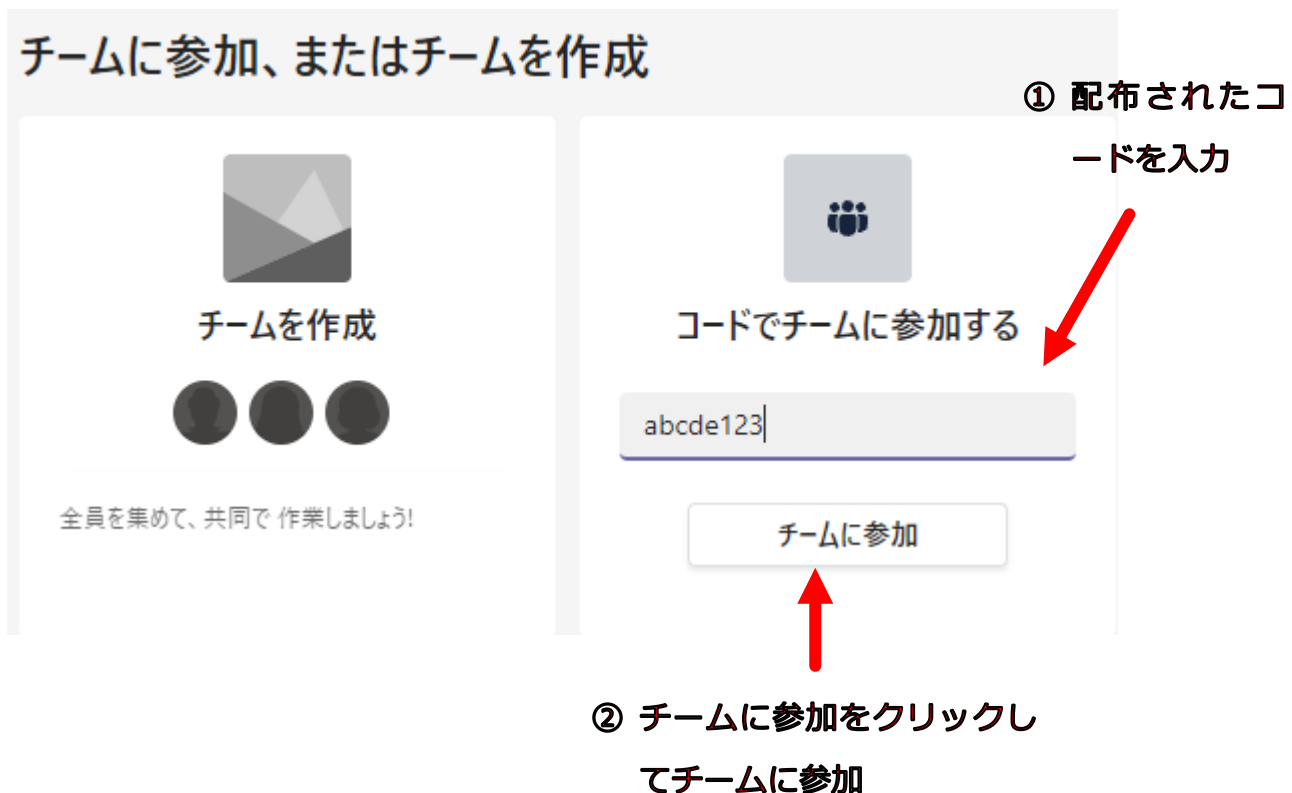 チームに参加、またはチームを作成
① 配布されたコ
ードを入力
チームを作成
全員を集めて、共同で 作業しましょう!
コードでチームに参加する
abcde123
チームに参加
② チームに参加をクリックし
てチームに参加